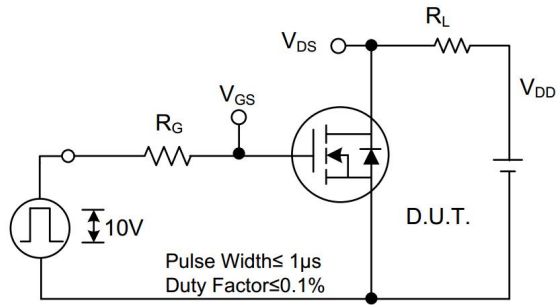 R_L
V_DS
V_DD
V_GS
R_G
10V
D.U.T.
Pulse Width≤ 1μs
Duty Factor≤0.1%